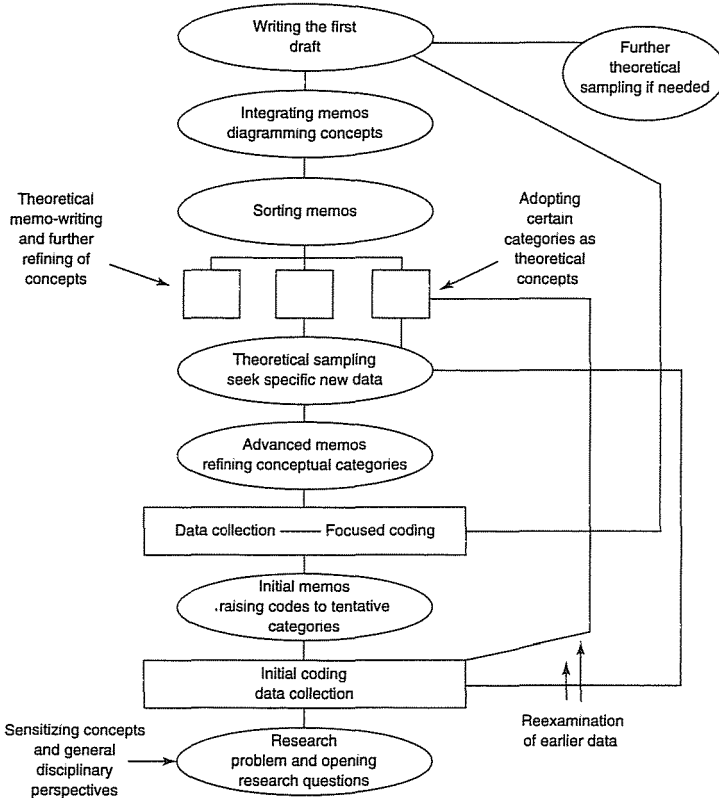 Writing the first
draft
Further
theoretical
sampling if needed
Integrating memos
diagramming concepts
Theoretical
memo-writing
and further
refining of
concepts
Sorting memos
Adopting
certain
categories as
theoretical
concepts
Theoretical sampling
seek specific new data
Advanced memos
refining conceptual categories
Data collection —— Focused coding
Initial memos
raising codes to tentative
categories
Initial coding
data collection
Reexamination
of earlier data
Sensitizing concepts
and general
disciplinary
perspectives
Research
problem and opening
research questions